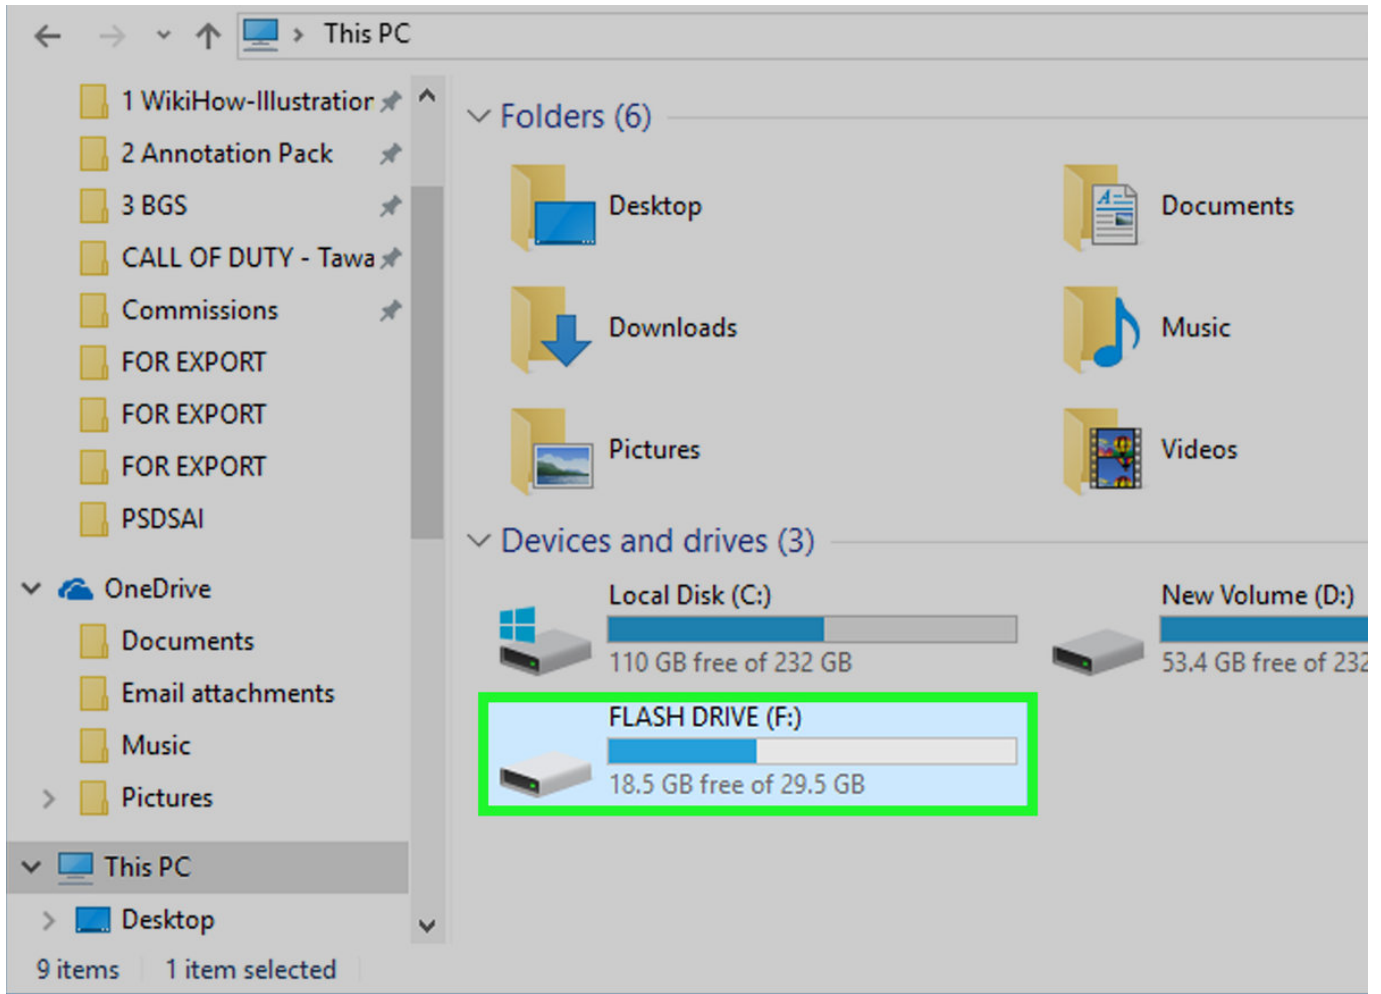 This PC
1 WikiHow-Illustration
2 Annotation Pack
3 BGS
CALL OF DUTY - Tawa
Commissions
FOR EXPORT
FOR EXPORT
FOR EXPORT
PSDSAI
OneDrive
Documents
Email attachments
Music
Pictures
This PC
Desktop
Folders (6)
Desktop
Documents
Downloads
Music
Pictures
Videos
Devices and drives (3)
Local Disk (C:)
110 GB free of 232 GB
New Volume (D:)
53.4 GB free of 232
FLASH DRIVE (F:)
18.5 GB free of 29.5 GB
9 items
1 item selected